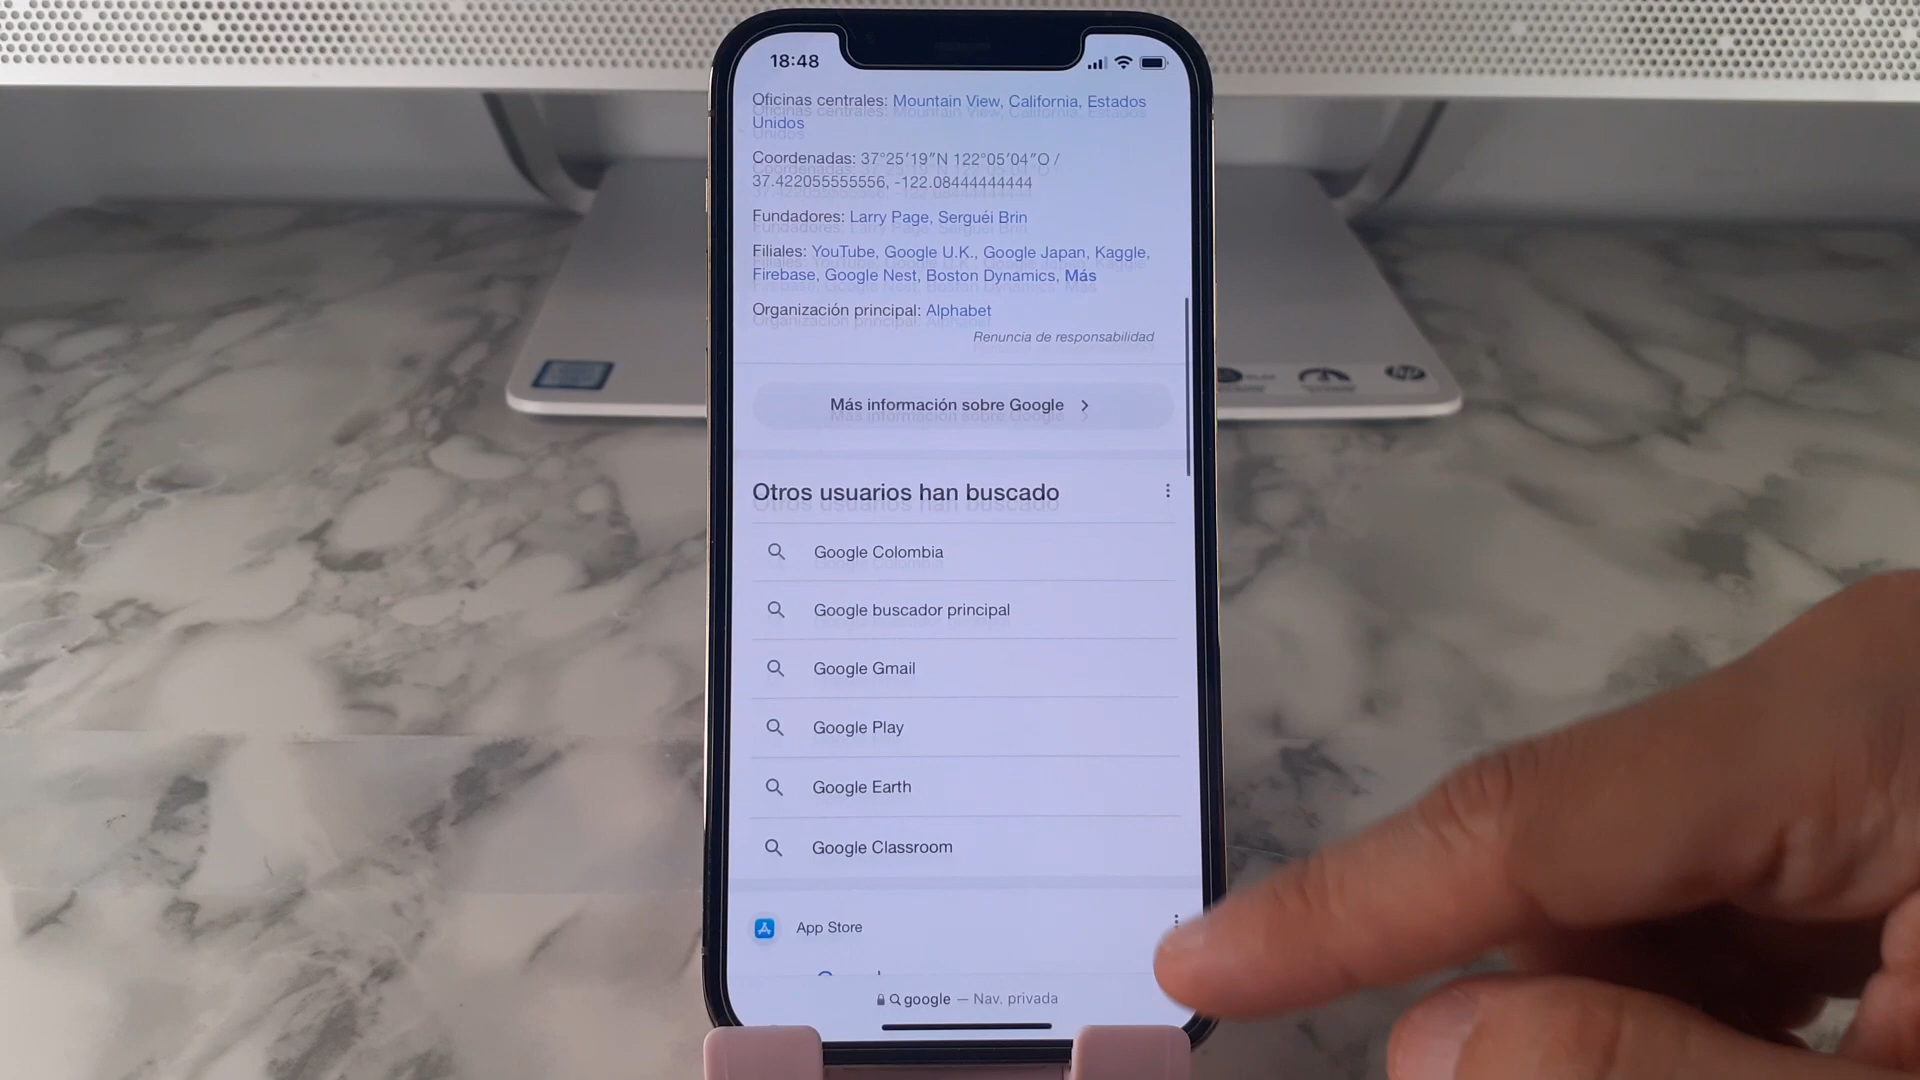 18:48
Oficinas centrales: Mountain View, California, Estados
Unidos
Coordenadas: 37°25′19″N 122°05′04″O /
37.422055555556, -122.08444444444
Fundadores: Larry Page, Serguéi Brin
Filiales: YouTube, Google U.K., Google Japan, Kaggle,
Firebase, Google Nest, Boston Dynamics, Más
Organización principal: Alphabet
Renuncia de responsabilidad
Más información sobre Google
Otros usuarios han buscado
Google Colombia
Google buscador principal
Google Gmail
Google Play
Google Earth
Google Classroom
App Store
google — Nav. privada
hp